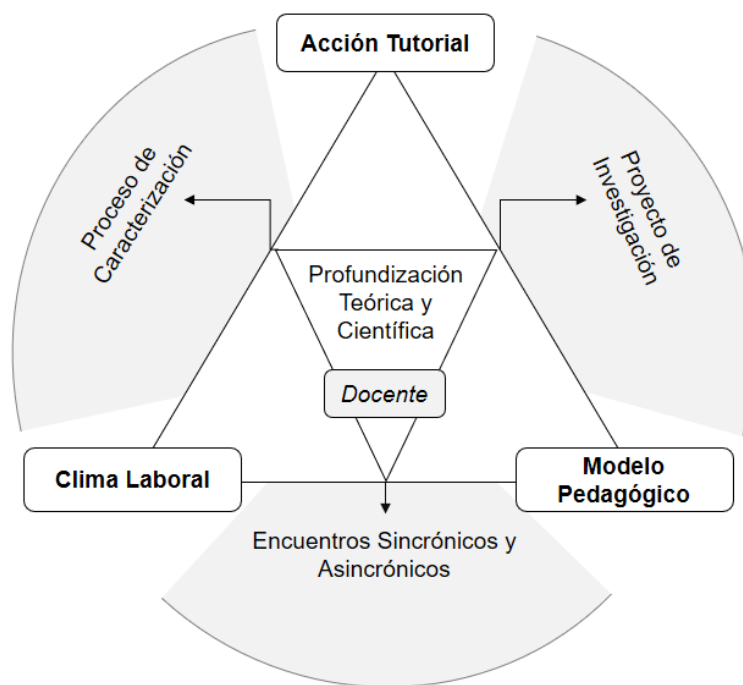 Acción Tutorial
Proceso de
Caracterización
Proyecto de
Investigación
Profundización
Teórica y
Científica
Docente
Clima Laboral
Modelo
Pedagógico
Encuentros Sincrónicos y
Asincrónicos